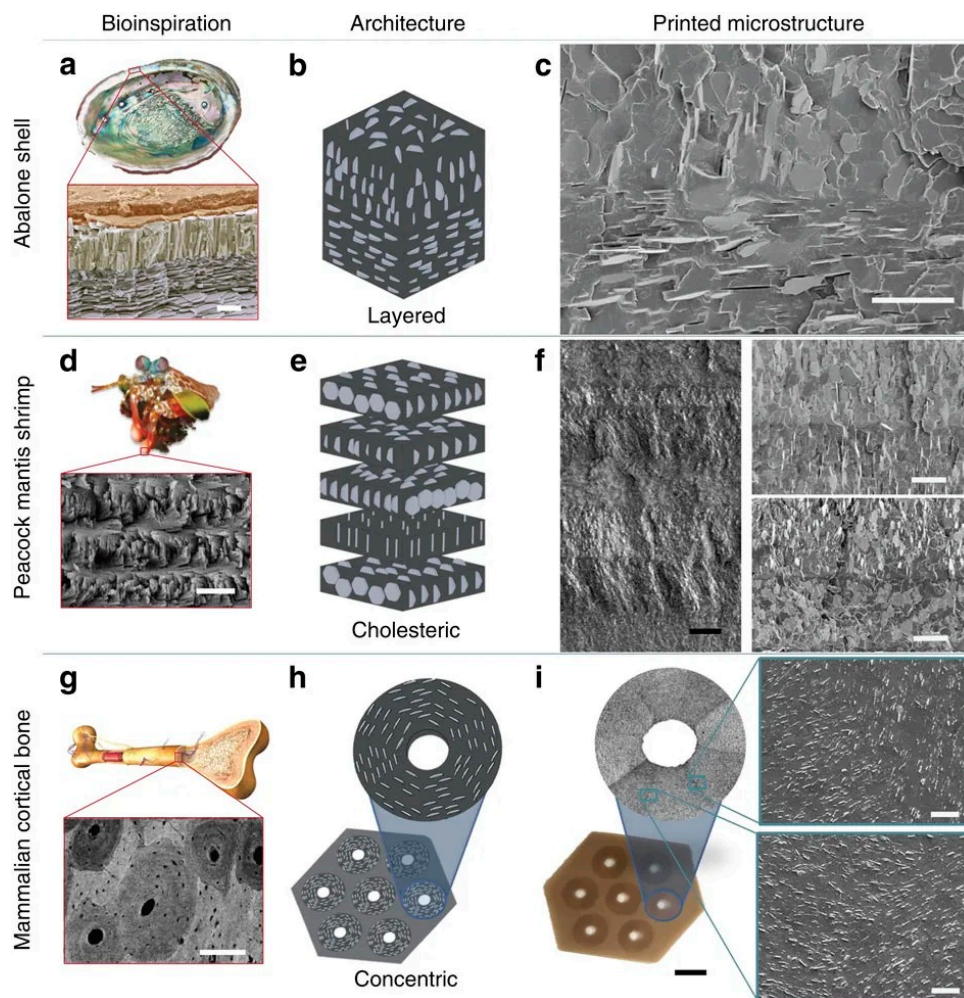 Bioinspiration
Architecture
Printed microstructure
Abalone shell
a
b
c
Layered
Peacock mantis shrimp
d
e
f
Cholesteric
Mammalian cortical bone
g
h
i
Concentric